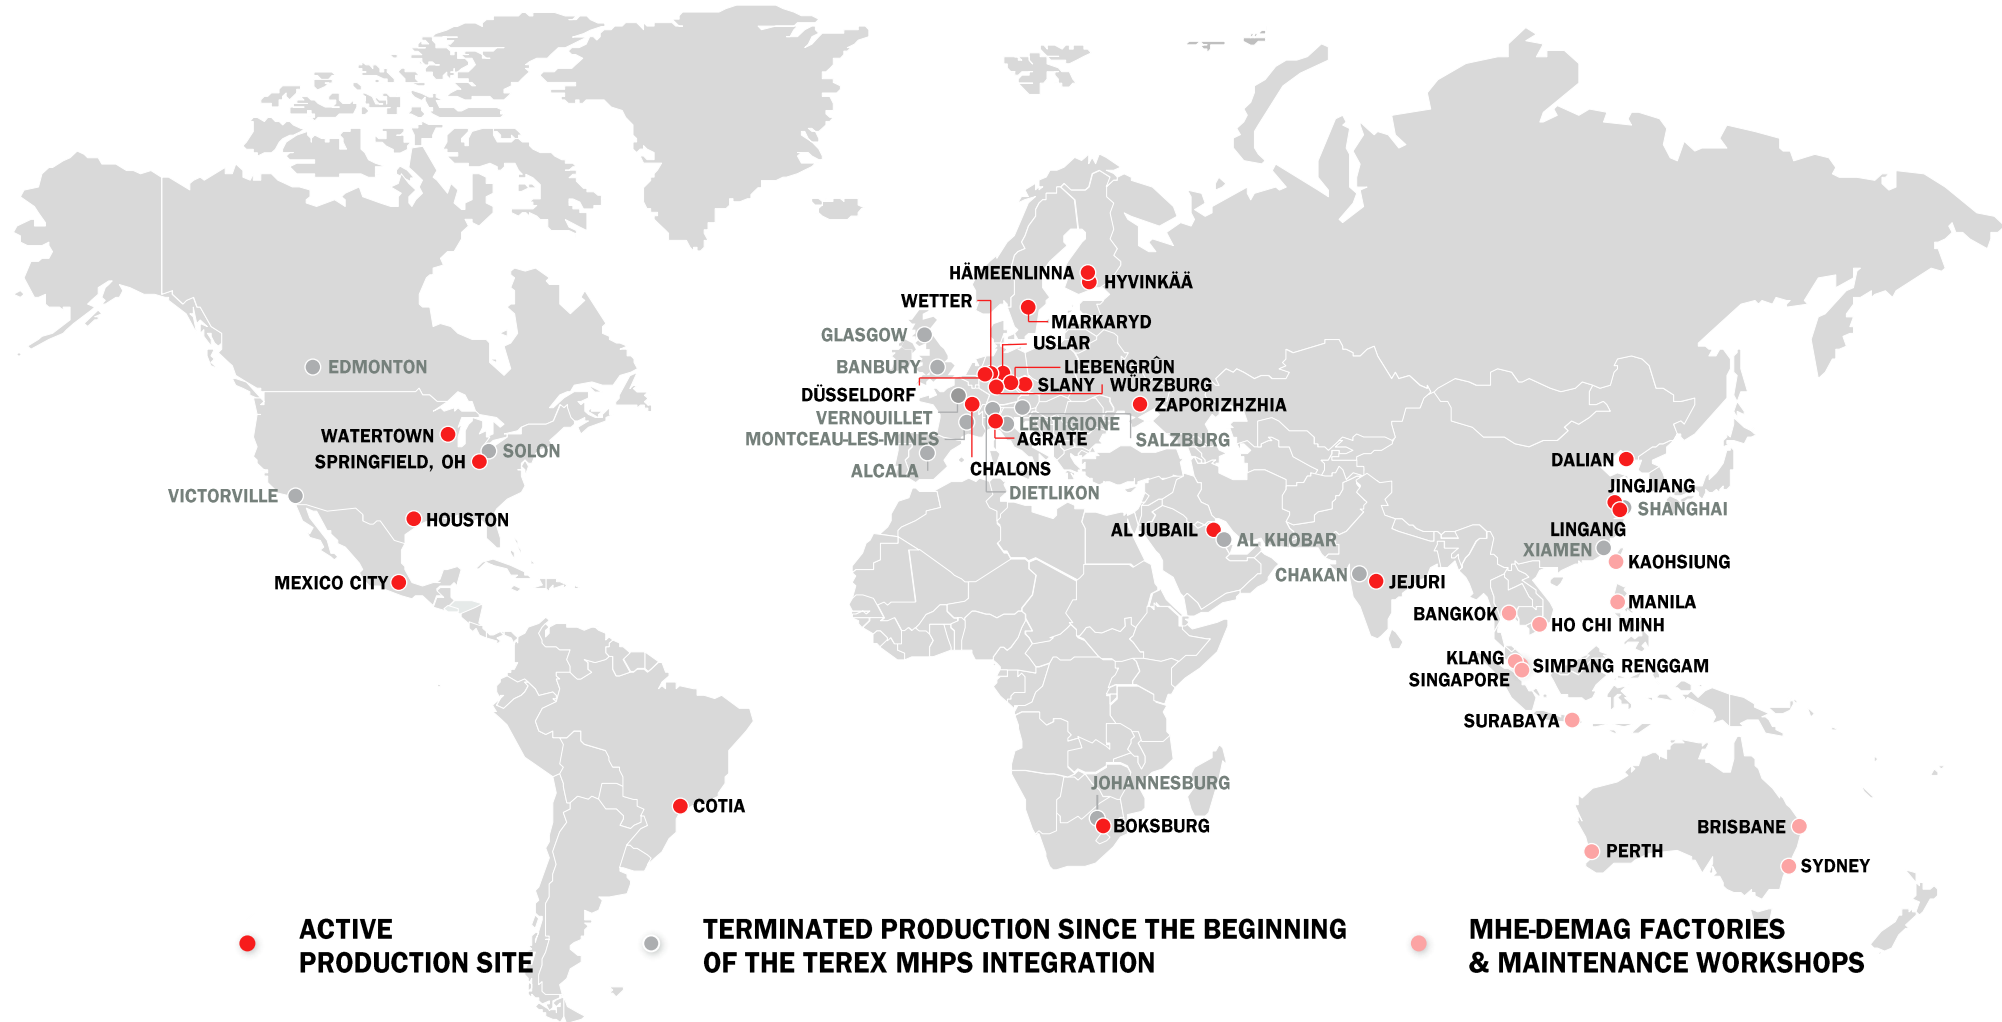 HÄMEENLINNA
HYVINKÄÄ
WETTER
MARKARYD
GLASGOW
USLAR
BANBURY
LIEBENGRÛN
EDMONTON
SLANY
WÜRZBURG
DÜSSELDORF
ZAPORIZHZHIA
VERNOUILLET
LENTIGIONE
WATERTOWN
MONTCEAU-LES-MINES
AGRATE
SALZBURG
SOLON
SPRINGFIELD, OH
ALCALA
CHALONS
DALIAN
JINGJIANG
VICTORVILLE
DIETLIKON
SHANGHAI
HOUSTON
AL JUBAIL
LINGANG
AL KHOBAR
XIAMEN
KAOHSIUNG
CHAKAN
JEJURI
MEXICO CITY
MANILA
BANGKOK
HO CHI MINH
KLANG
SIMPANG RENGGAM
SINGAPORE
SURABAYA
JOHANNESBURG
COTIA
BOKSBURG
BRISBANE
PERTH
SYDNEY
ACTIVE
PRODUCTION SITE
TERMINATED PRODUCTION SINCE THE BEGINNING
OF THE TEREX MHPS INTEGRATION
MHE-DEMAG FACTORIES
& MAINTENANCE WORKSHOPS